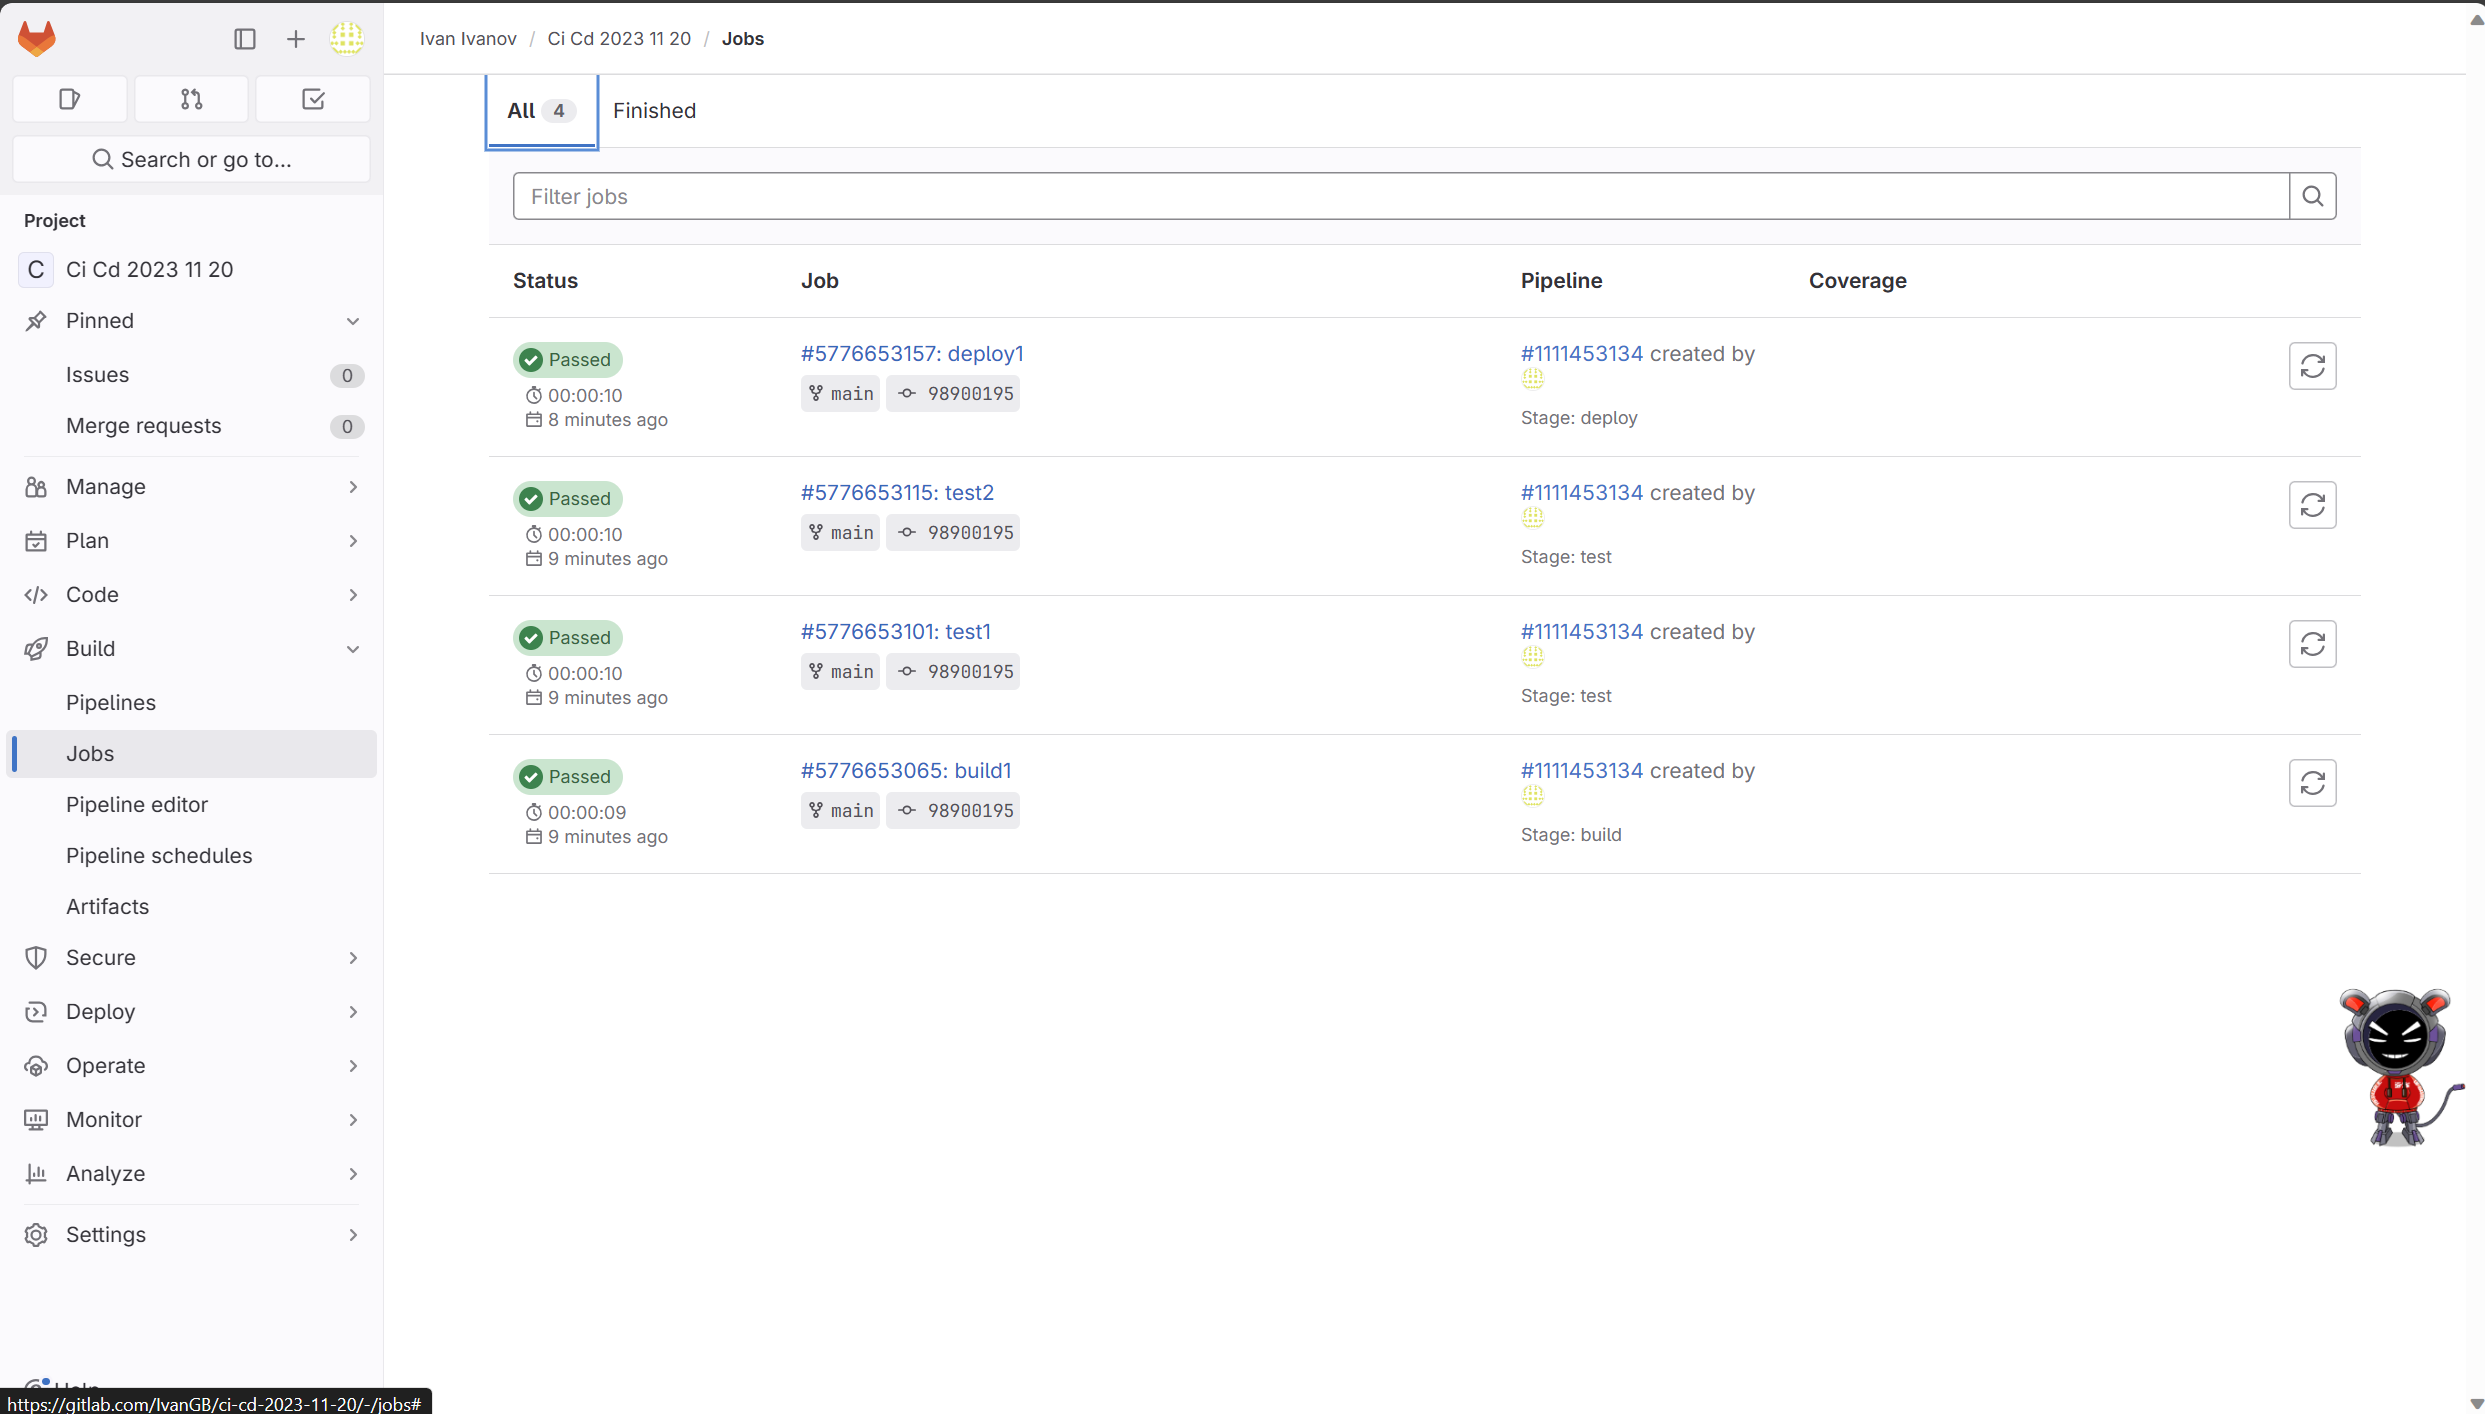 Ivan Ivanov / Ci Cd 2023 11 20 / Jobs
Search or go to...
Project
C Ci Cd 2023 11 20
Pinned
Issues 0
Merge requests 0
Manage
Plan
Code
Build
Pipelines
Jobs
Pipeline editor
Pipeline schedules
Artifacts
Secure
Deploy
Operate
Monitor
Analyze
Settings
Help
https://gitlab.com/IvanGB/ci-cd-2023-11-20/-/jobs#
All 4 Finished
Filter jobs
Status Job Pipeline Coverage
Passed #5776653157: deploy1 #1111453134 created by
00:00:10 main 98900195
8 minutes ago Stage: deploy
Passed #5776653115: test2 #1111453134 created by
00:00:10 main 98900195
9 minutes ago Stage: test
Passed #5776653101: test1 #1111453134 created by
00:00:10 main 98900195
9 minutes ago Stage: test
Passed #5776653065: build1 #1111453134 created by
00:00:09 main 98900195
9 minutes ago Stage: build